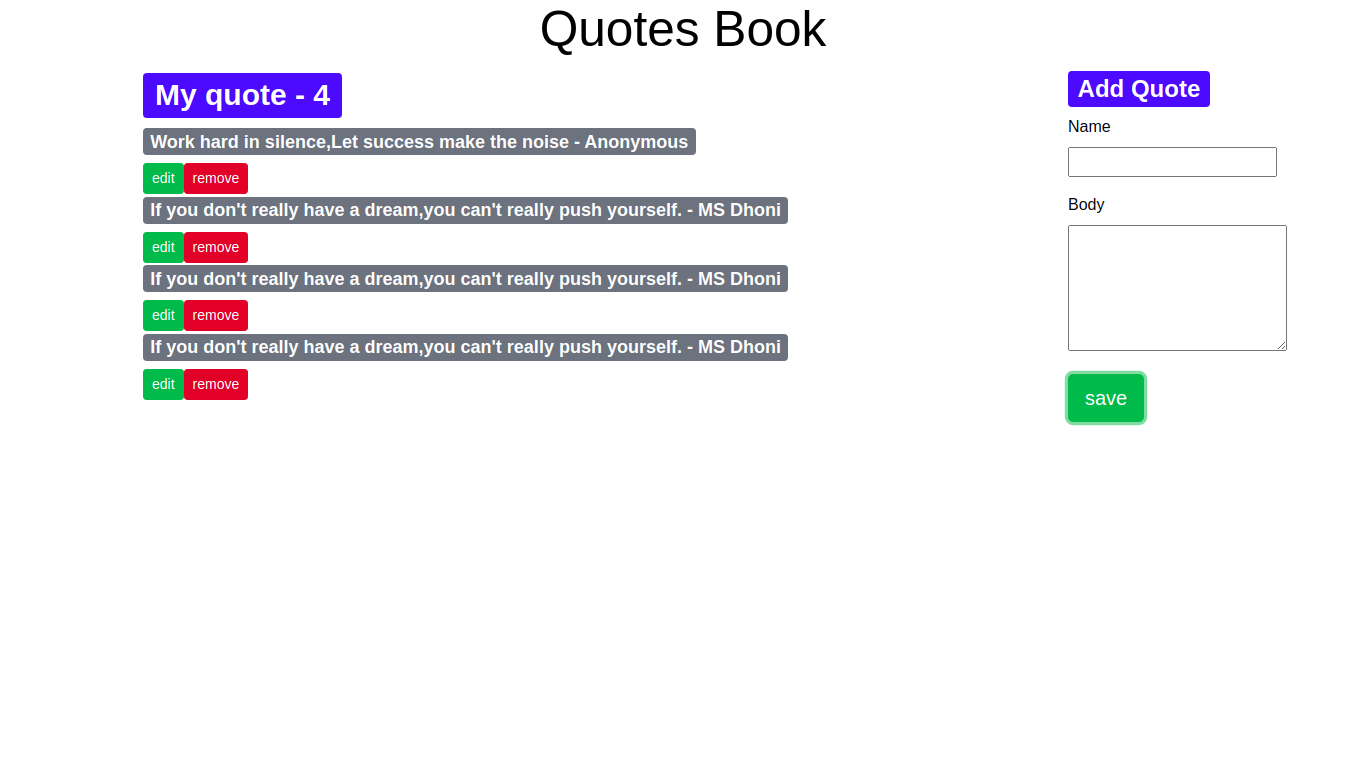 Quotes Book
My quote - 4
Work hard in silence,Let success make the noise - Anonymous
edit remove
If you don't really have a dream,you can't really push yourself. - MS Dhoni
edit remove
If you don't really have a dream,you can't really push yourself. - MS Dhoni
edit remove
If you don't really have a dream,you can't really push yourself. - MS Dhoni
edit remove
Add Quote
Name
Body
save